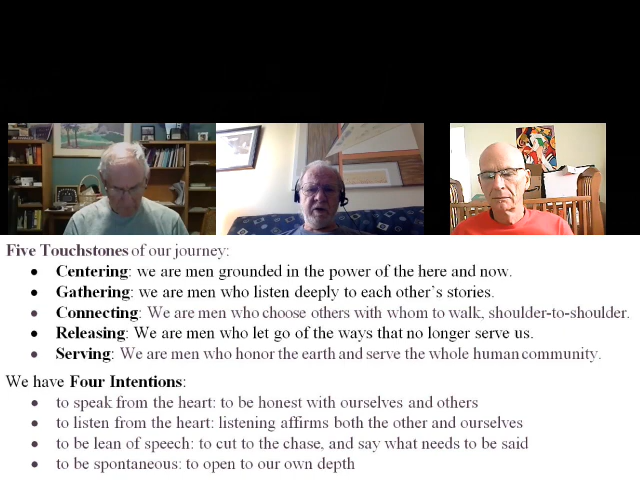 Five Touchstones of our journey:
• Centering: we are men grounded in the power of the here and now.
• Gathering: we are men who listen deeply to each other's stories.
• Connecting: We are men who choose others with whom to walk, shoulder-to-shoulder.
• Releasing: We are men who let go of the ways that no longer serve us.
• Serving: We are men who honor the earth and serve the whole human community.
We have Four Intentions:
• to speak from the heart: to be honest with ourselves and others
• to listen from the heart: listening affirms both the other and ourselves
• to be lean of speech: to cut to the chase, and say what needs to be said
• to be spontaneous: to open to our own depth